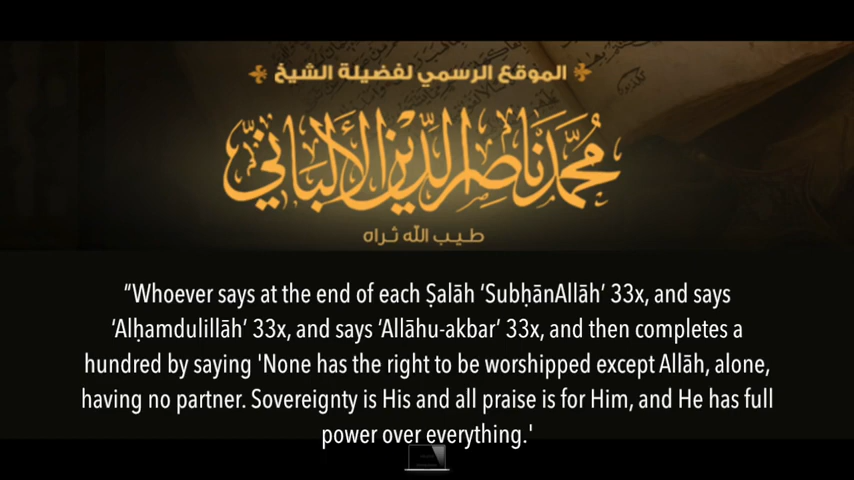 الموقع الرسمي لفضيلة الشيخ
محمد ناصر الدين الألباني
طيب الله ثراه
“Whoever says at the end of each Ṣalāh ‘SubḥānAllāh’ 33x, and says
‘Alḥamdulillāh’ 33x, and says ‘Allāhu-akbar’ 33x, and then completes a
hundred by saying 'None has the right to be worshipped except Allāh, alone,
having no partner. Sovereignty is His and all praise is for Him, and He has full
power over everything.'